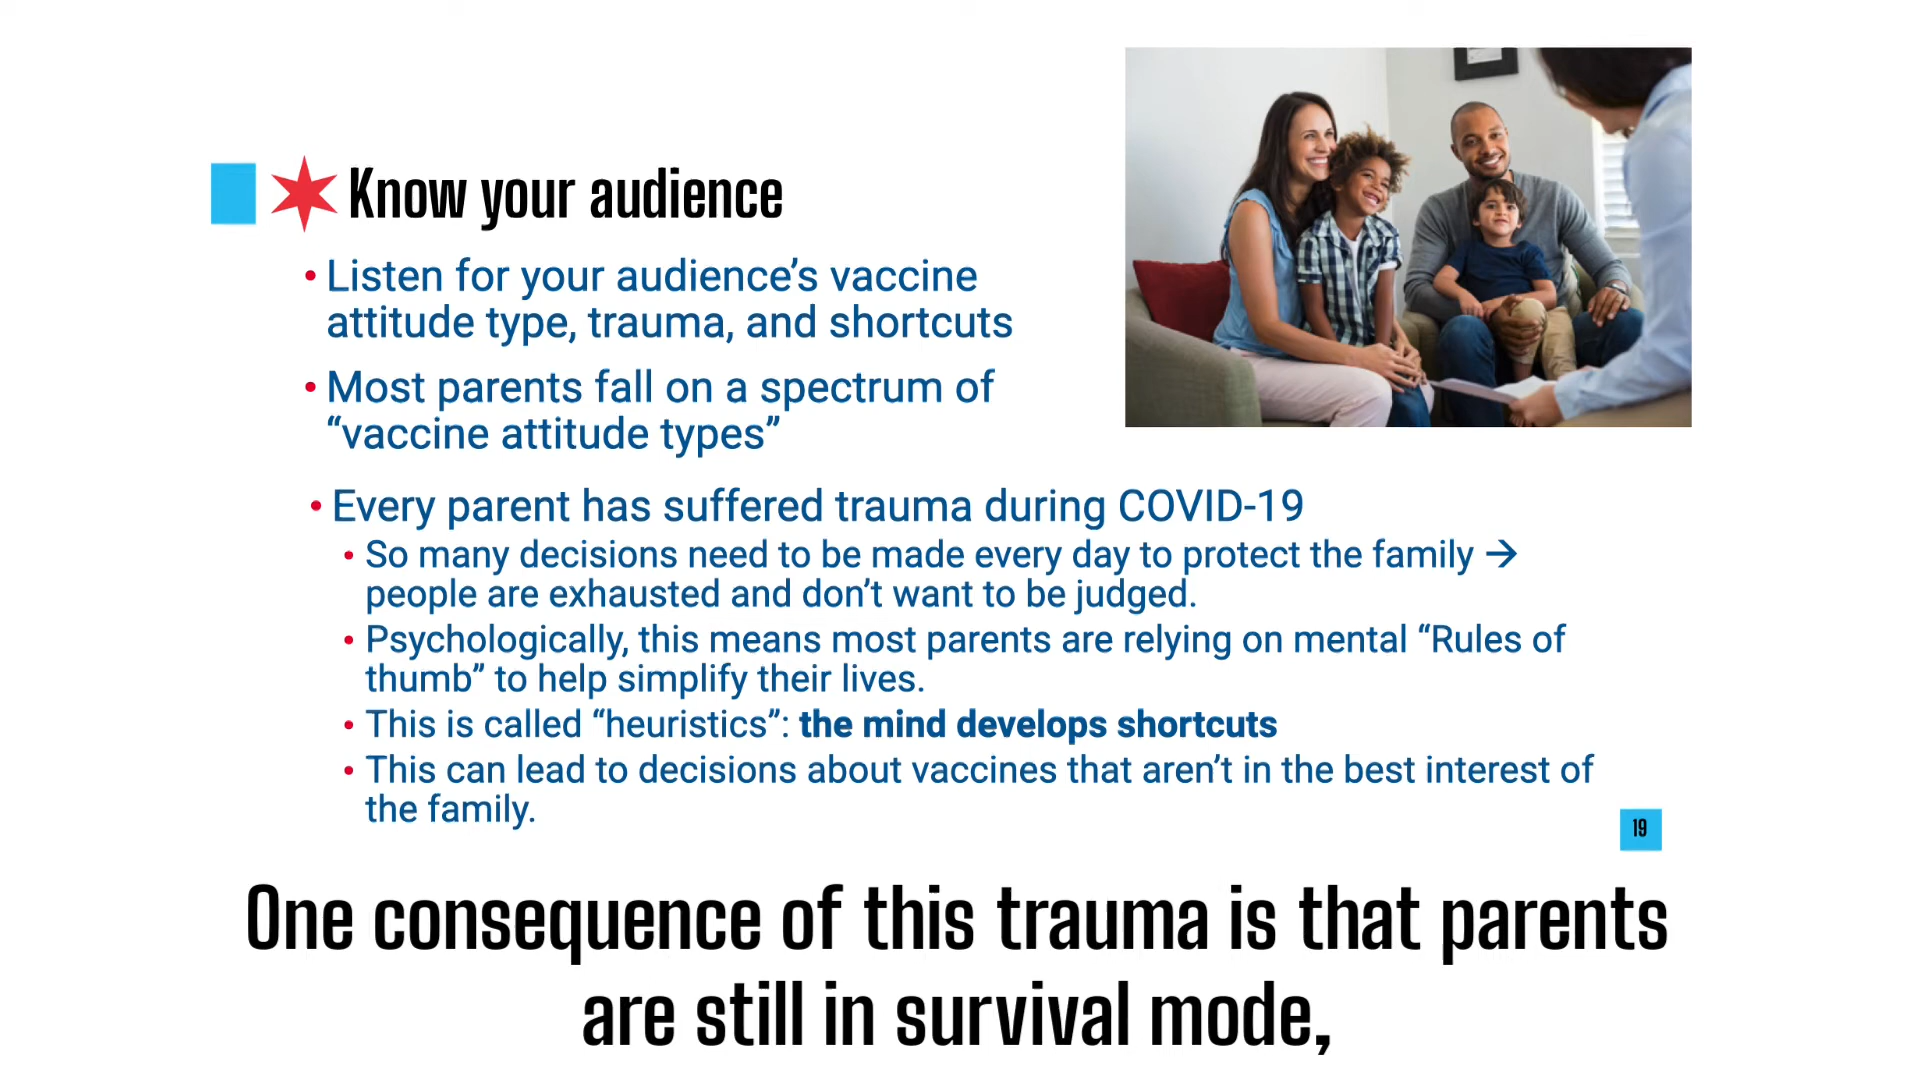 Know your audience
• Listen for your audience’s vaccine
attitude type, trauma, and shortcuts
• Most parents fall on a spectrum of
“vaccine attitude types”
• Every parent has suffered trauma during COVID-19
• So many decisions need to be made every day to protect the family →
people are exhausted and don’t want to be judged.
• Psychologically, this means most parents are relying on mental “Rules of
thumb” to help simplify their lives.
• This is called “heuristics”: the mind develops shortcuts
• This can lead to decisions about vaccines that aren’t in the best interest of
the family.
19
One consequence of this trauma is that parents
are still in survival mode,